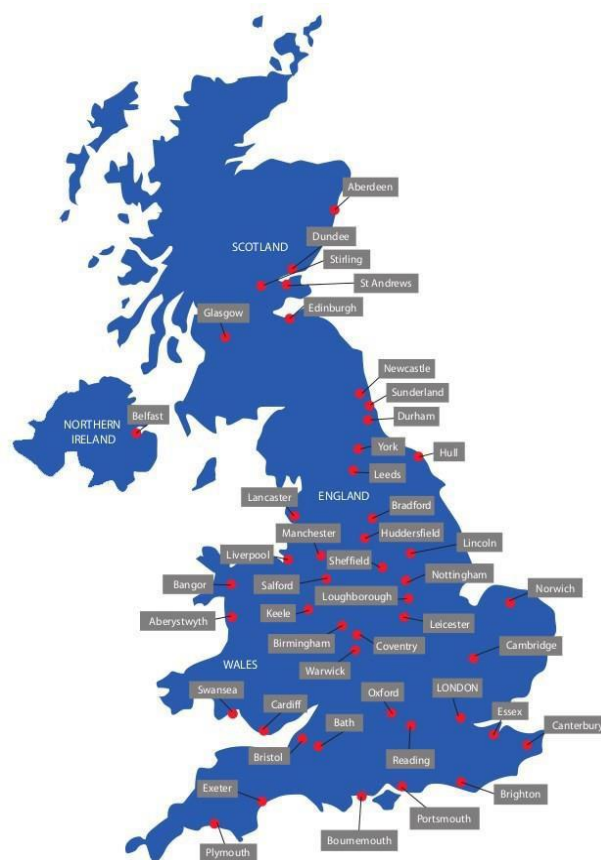 Aberdeen
Dundee
SCOTLAND
Stirling
St Andrews
Glasgow
Edinburgh
Newcastle
Sunderland
Belfast
Durham
NORTHERN
IRELAND
York
Hull
Leeds
ENGLAND
Lancaster
Bradford
Manchester
Huddersfield
Liverpool
Sheffield
Lincoln
Bangor
Salford
Nottingham
Norwich
Loughborough
Keele
Aberystwyth
Leicester
Birmingham
Coventry
Cambridge
WALES
Warwick
Swansea
Cardiff
Oxford
LONDON
Essex
Bath
Canterbury
Bristol
Reading
Exeter
Brighton
Portsmouth
Plymouth
Bournemouth